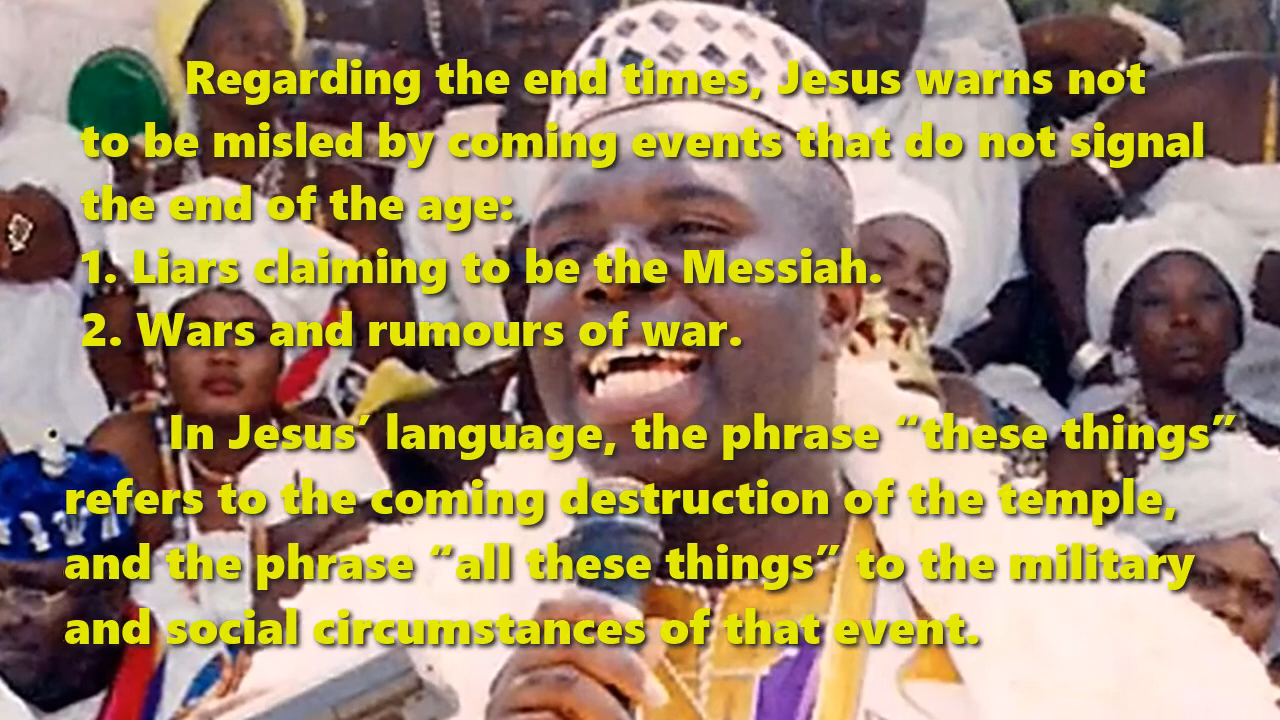 Regarding the end times, Jesus warns not
to be misled by coming events that do not signal
the end of the age:
1. Liars claiming to be the Messiah.
2. Wars and rumours of war.
In Jesus’ language, the phrase “these things”
refers to the coming destruction of the temple,
and the phrase “all these things” to the military
and social circumstances of that event.